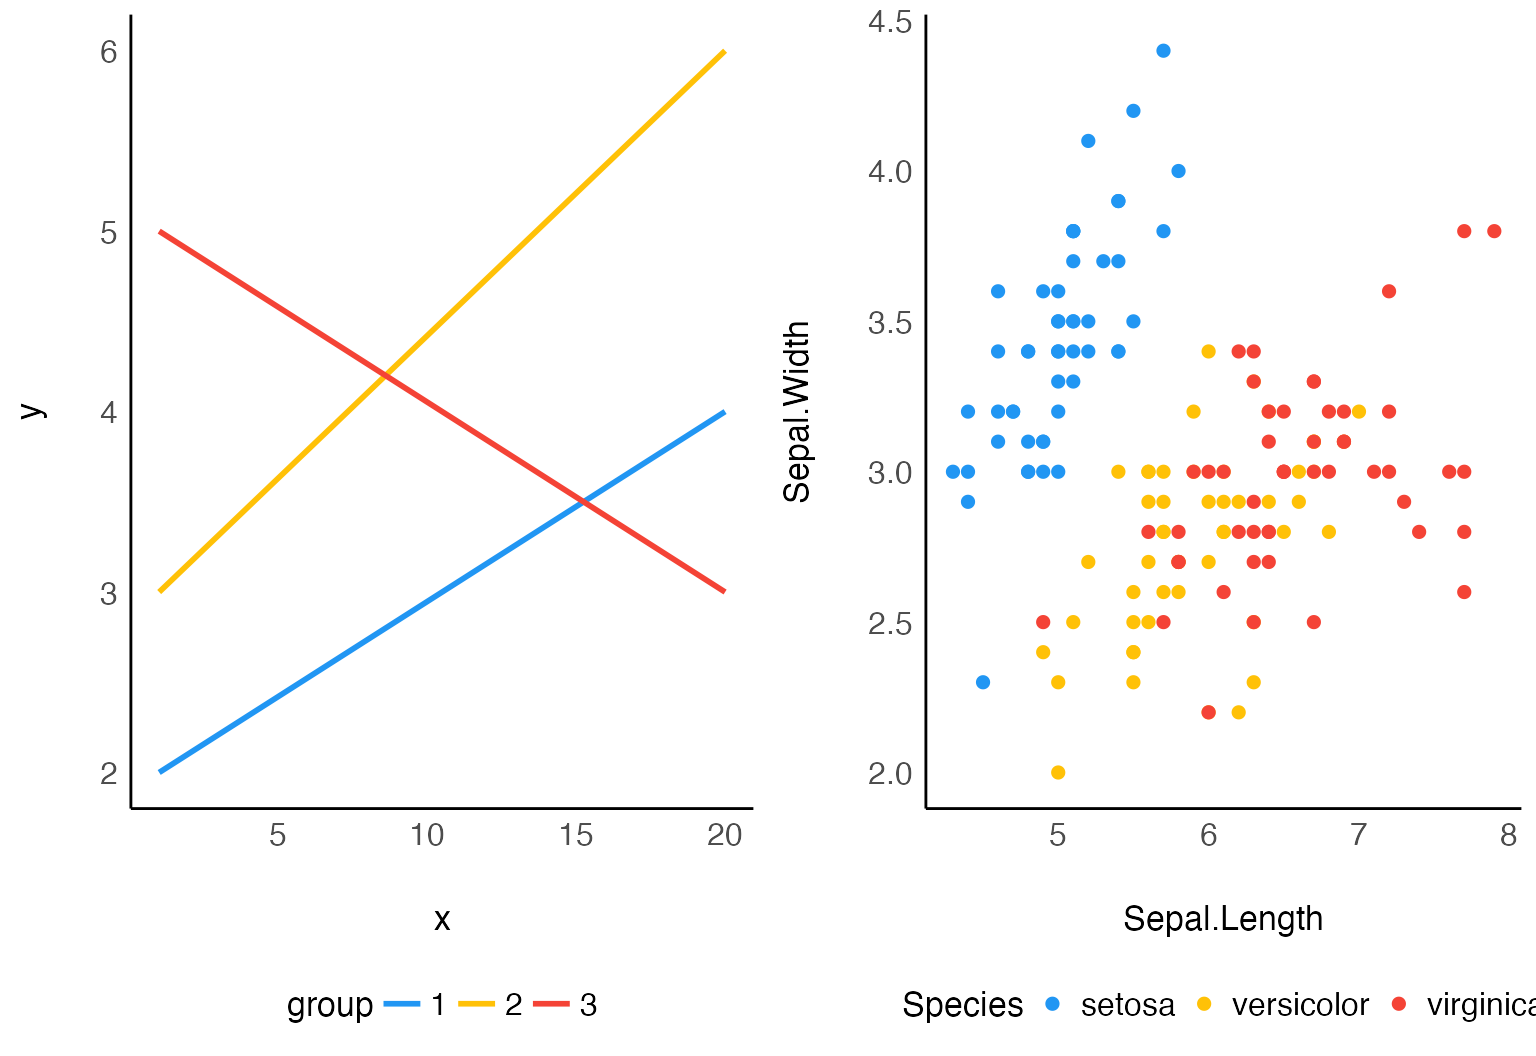 6
5
4
3
2
y
5 10 15 20
x
group 1 2 3
4.5
4.0
3.5
3.0
2.5
2.0
Sepal.Width
5 6 7 8
Sepal.Length
Species setosa versicolor virginica